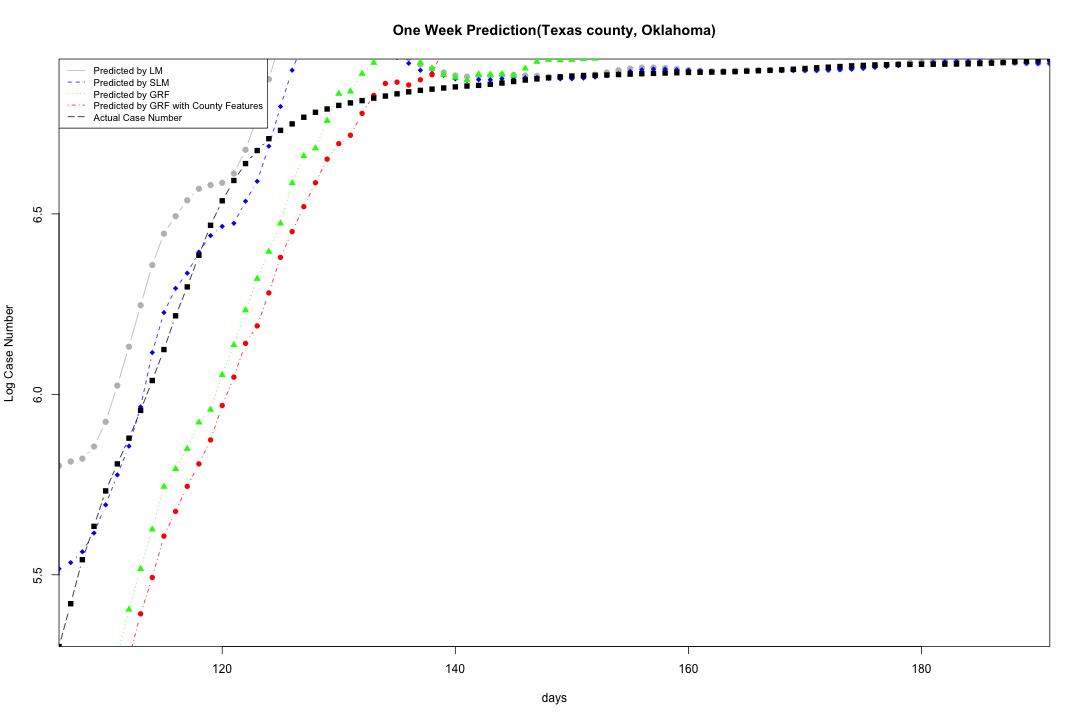 One Week Prediction(Texas county, Oklahoma)
Predicted by LM
Predicted by SLM
Predicted by GRF
Predicted by GRF with County Features
Actual Case Number
Log Case Number
6.5
6.0
5.5
120
140
160
180
days